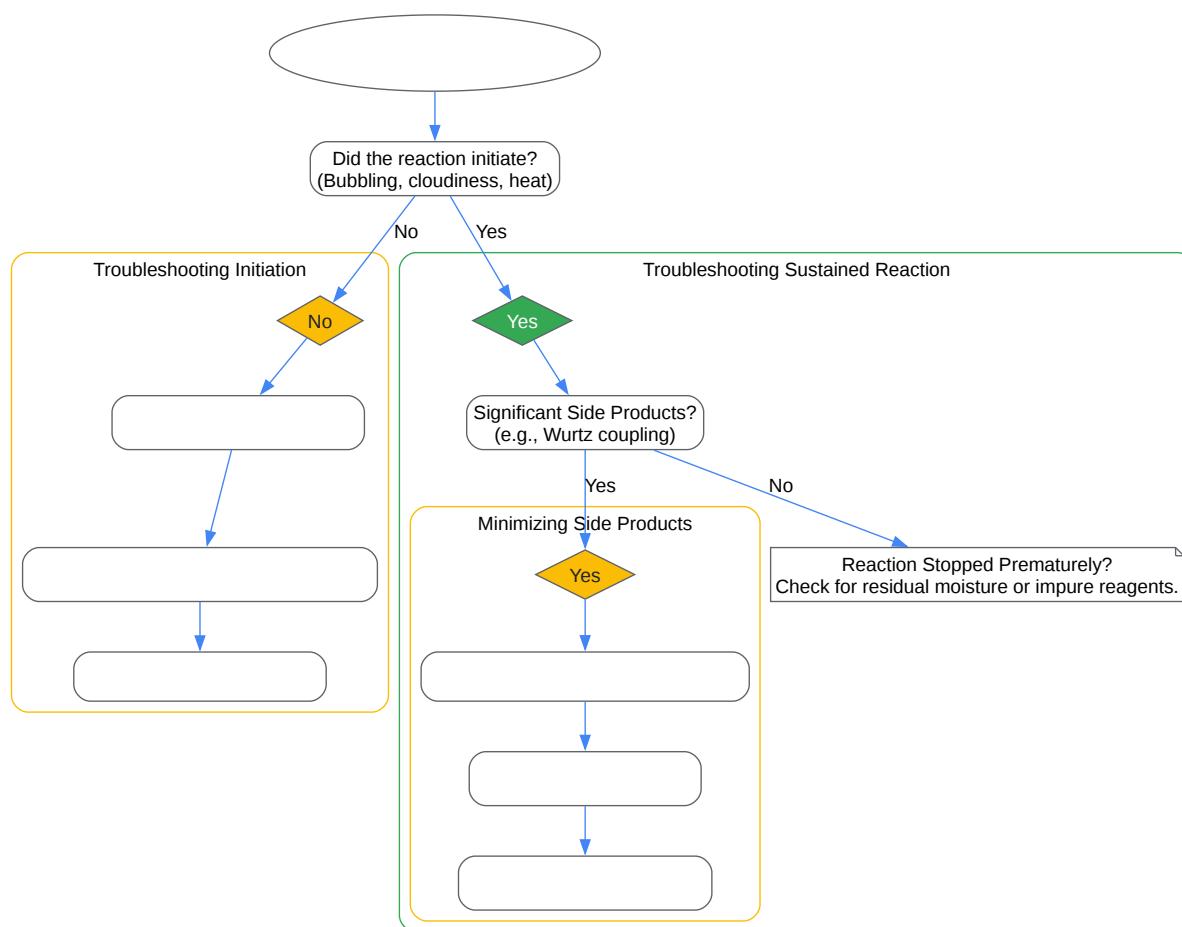 Did the reaction initiate?
(Bubbling, cloudiness, heat)
No
Yes
Troubleshooting Initiation
Troubleshooting Sustained Reaction
No
Yes
Significant Side Products?
(e.g., Wurtz coupling)
Yes
No
Minimizing Side Products
Reaction Stopped Prematurely?
Check for residual moisture or impure reagents.
Yes